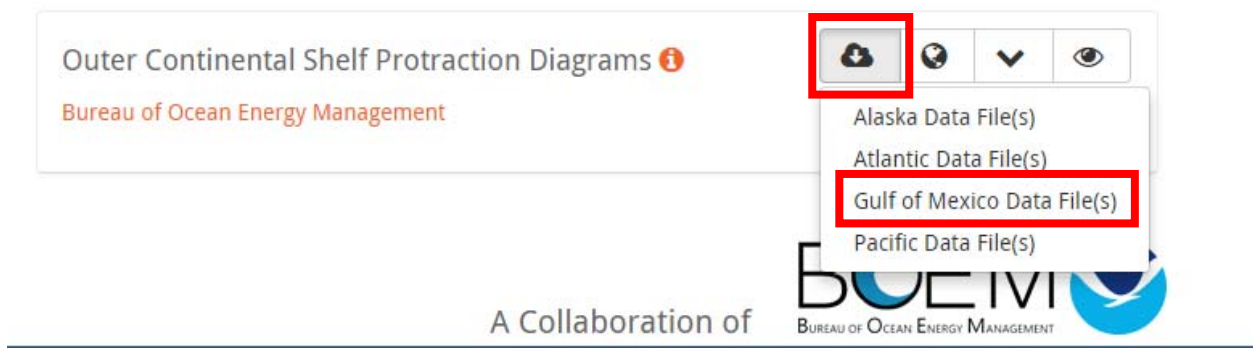 Outer Continental Shelf Protraction Diagrams
Bureau of Ocean Energy Management
Alaska Data File(s)
Atlantic Data File(s)
Gulf of Mexico Data File(s)
Pacific Data File(s)
A Collaboration of
BOEM
BUREAU OF OCEAN ENERGY MANAGEMENT